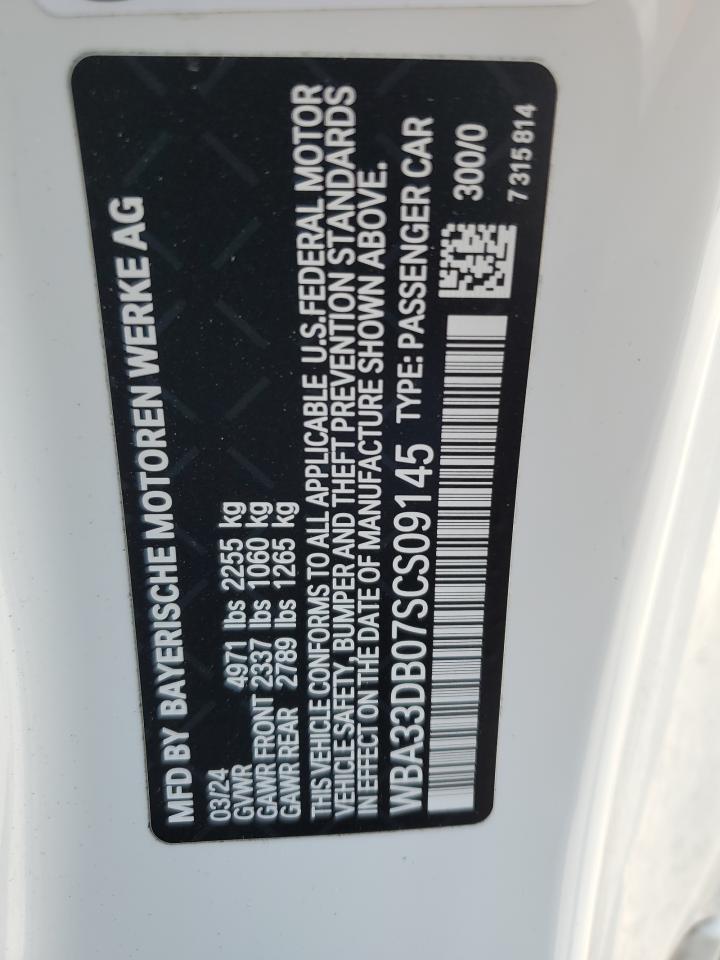 MFD BY BAYERISCHE MOTOREN WERKE AG
03/24
GVWR 4971 lbs 2255 kg
GAWR FRONT 2337 lbs 1060 kg
GAWR REAR 2789 lbs 1265 kg
THIS VEHICLE CONFORMS TO ALL APPLICABLE U.S.FEDERAL MOTOR
VEHICLE SAFETY, BUMPER AND THEFT PREVENTION STANDARDS
IN EFFECT ON THE DATE OF MANUFACTURE SHOWN ABOVE.
WBA33DB07SCS09145 TYPE: PASSENGER CAR
300/0
7 315 814